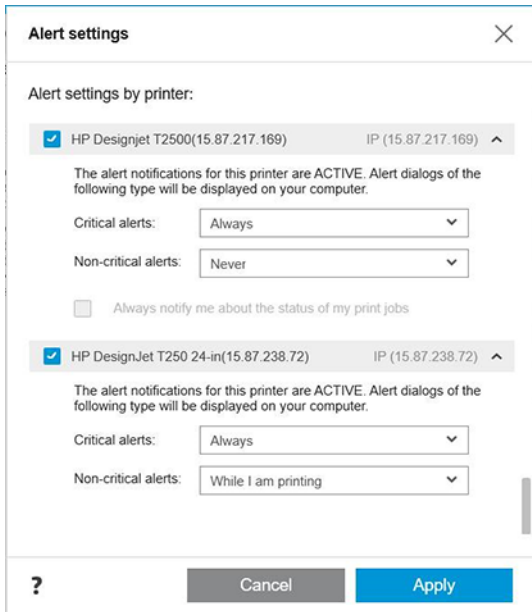 Alert settings
Alert settings by printer:
HP Designjet T2500(15.87.217.169) IP (15.87.217.169)
The alert notifications for this printer are ACTIVE. Alert dialogs of the
following type will be displayed on your computer.
Critical alerts: Always
Non-critical alerts: Never
Always notify me about the status of my print jobs
HP DesignJet T250 24-in(15.87.238.72) IP (15.87.238.72)
The alert notifications for this printer are ACTIVE. Alert dialogs of the
following type will be displayed on your computer.
Critical alerts: Always
Non-critical alerts: While I am printing
? Cancel Apply